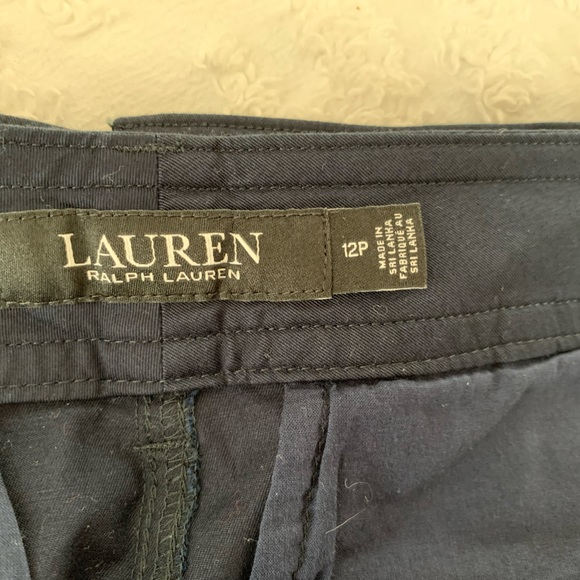 LAUREN
RALPH LAUREN
12P
MADE IN
SRI LANKA
FABRIQUÉ AU
SRI LANKA